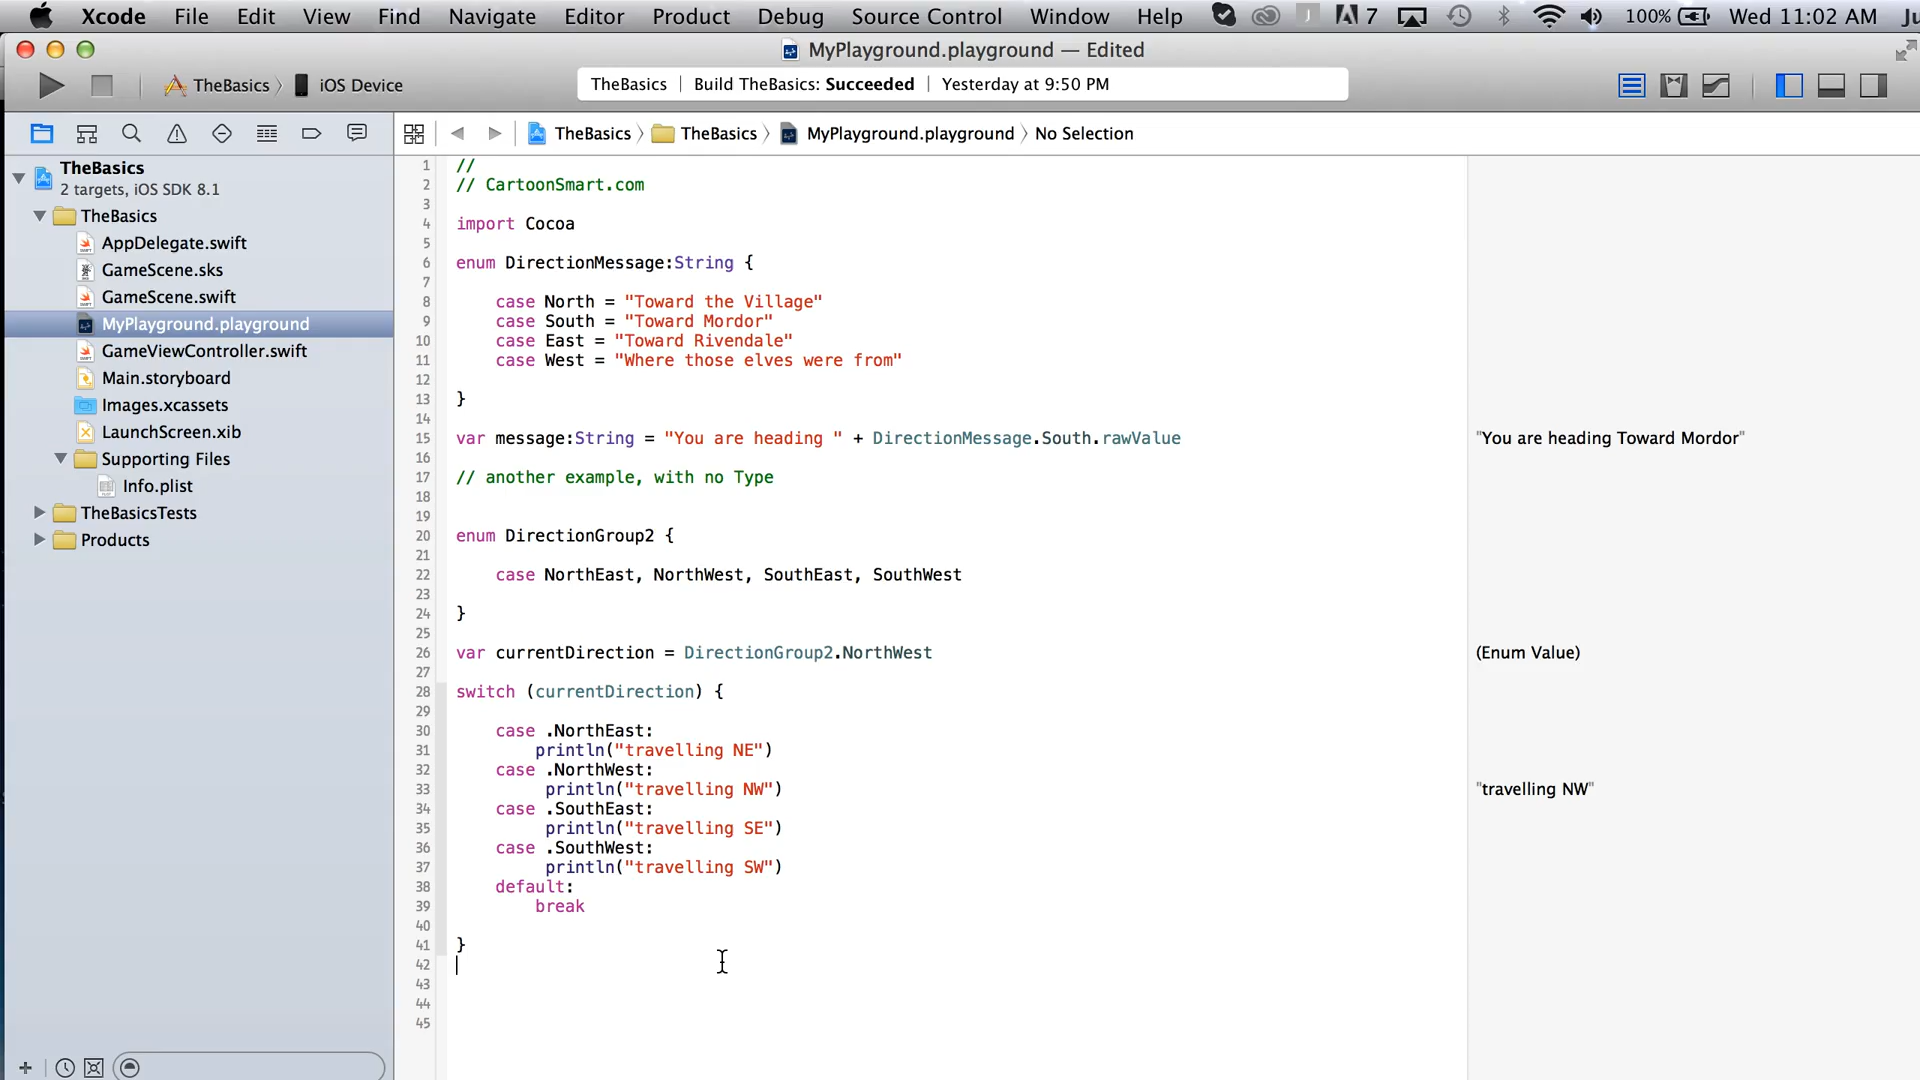 Xcode File Edit View Find Navigate Editor Product Debug Source Control Window Help 7 100% Wed 11:02 AM Ju
MyPlayground.playground — Edited
TheBasics iOS Device TheBasics | Build TheBasics: Succeeded | Yesterday at 9:50 PM
TheBasics TheBasics MyPlayground.playground No Selection
TheBasics
2 targets, iOS SDK 8.1
TheBasics
AppDelegate.swift
GameScene.sks
GameScene.swift
MyPlayground.playground
GameViewController.swift
Main.storyboard
Images.xcassets
LaunchScreen.xib
Supporting Files
Info.plist
TheBasicsTests
Products
1 //
2 // CartoonSmart.com
3
4 import Cocoa
5
6 enum DirectionMessage:String {
7
8 case North = "Toward the Village"
9 case South = "Toward Mordor"
10 case East = "Toward Rivendale"
11 case West = "Where those elves were from"
12
13 }
14
15 var message:String = "You are heading " + DirectionMessage.South.rawValue "You are heading Toward Mordor"
16
17 // another example, with no Type
18
19
20 enum DirectionGroup2 {
21
22 case NorthEast, NorthWest, SouthEast, SouthWest
23
24 }
25
26 var currentDirection = DirectionGroup2.NorthWest (Enum Value)
27
28 switch (currentDirection) {
29
30 case .NorthEast:
31 println("travelling NE")
32 case .NorthWest:
33 println("travelling NW") "travelling NW"
34 case .SouthEast:
35 println("travelling SE")
36 case .SouthWest:
37 println("travelling SW")
38 default:
39 break
40
41 }
42
43
44
45